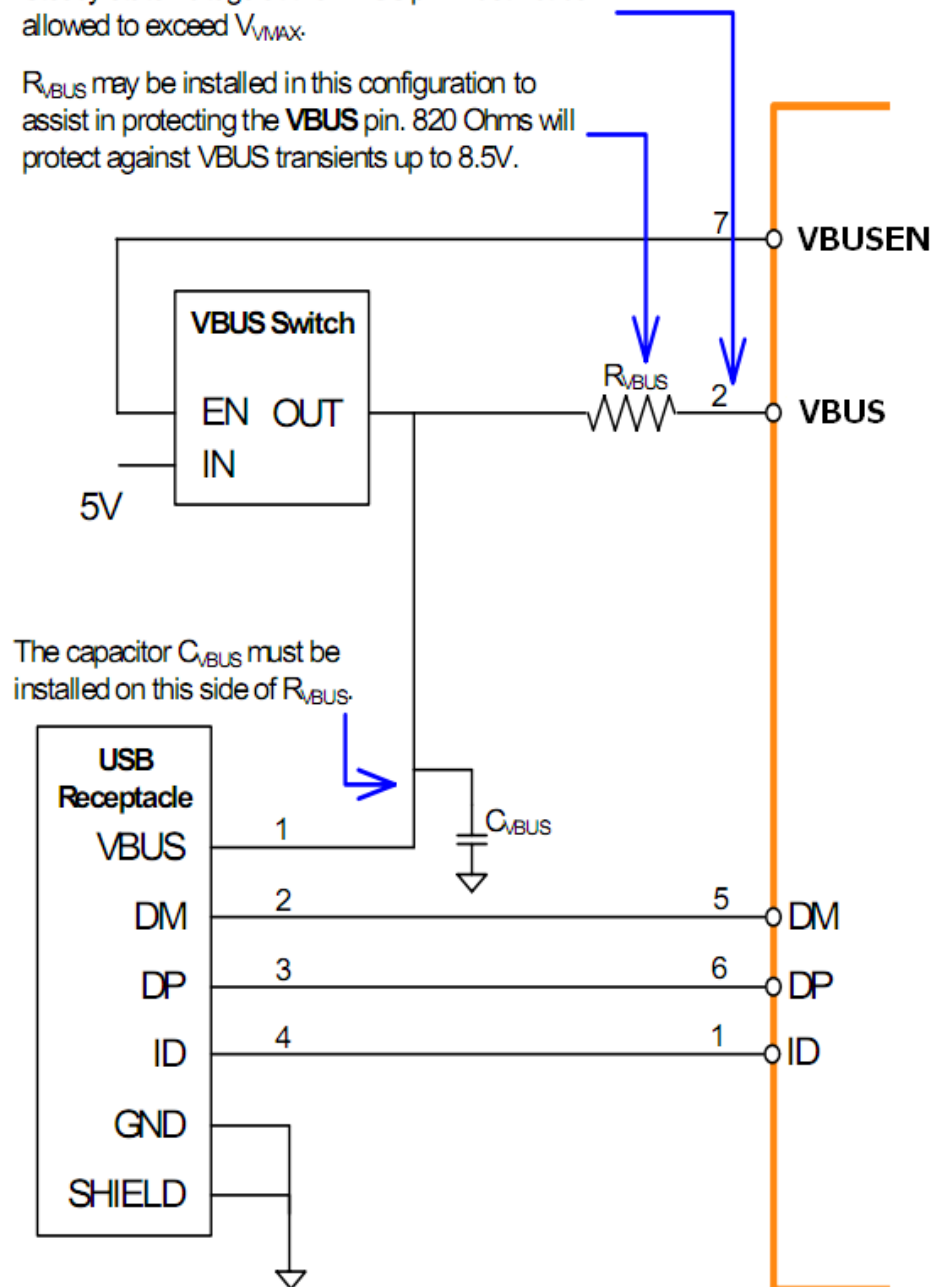 allowed to exceed VVMAX.
RVBUS may be installed in this configuration to
assist in protecting the VBUS pin. 820 Ohms will
protect against VBUS transients up to 8.5V.
7
VBUSEN
VBUS Switch
RVBUS
2
VBUS
EN OUT
IN
5V
The capacitor CVBUS must be
installed on this side of RVBUS.
USB
Receptacle
CVBUS
VBUS
1
DM
2
5
DM
DP
3
6
DP
ID
4
1
ID
GND
SHIELD